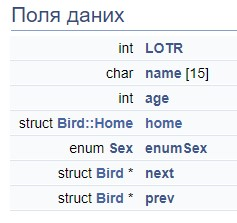 Поля даних
int LOTR
char name [15]
int age
struct Bird::Home home
enum Sex enumSex
struct Bird * next
struct Bird * prev